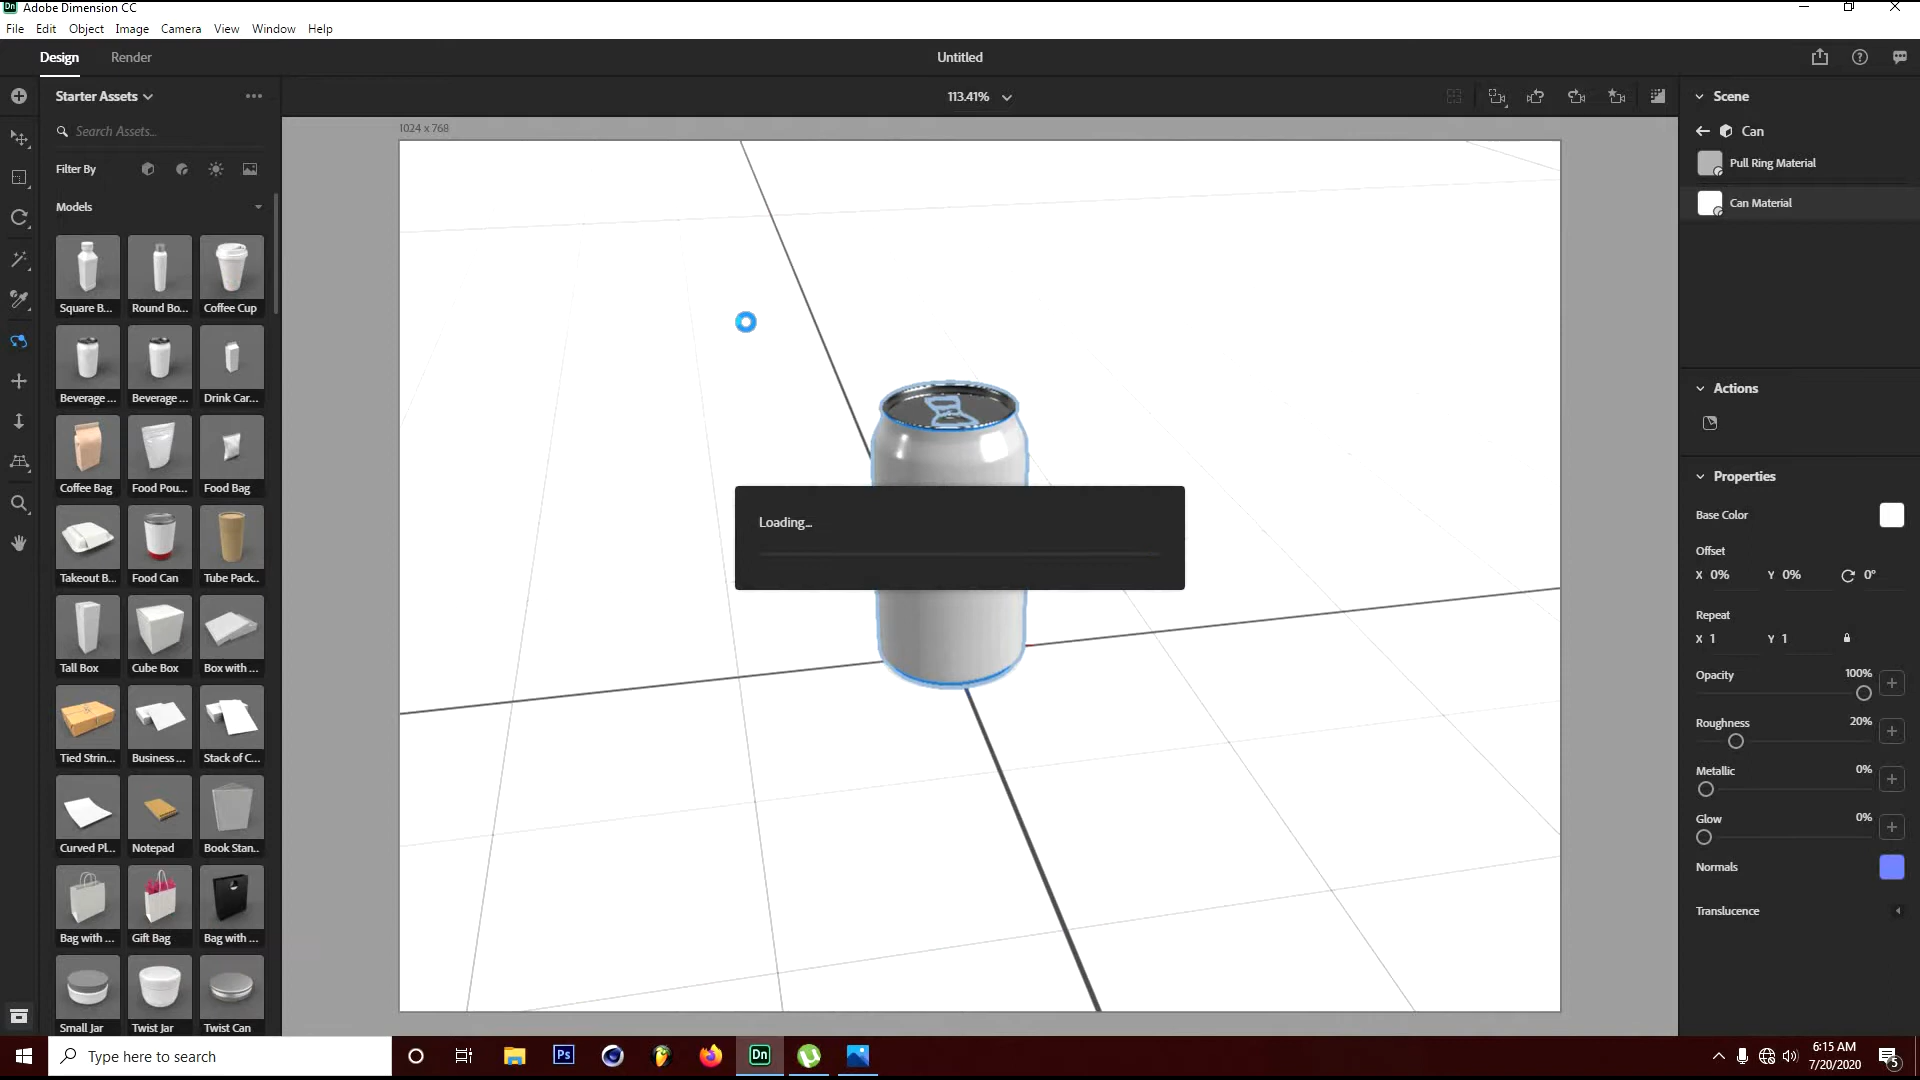 Dn Adobe Dimension CC
File Edit Object Image Camera View Window Help
Design Render Untitled
Starter Assets
113.41%
Scene
Search Assets...
1024 x 768
Can
Filter By
Pull Ring Material
Models
Can Material
Square B... Round Bo... Coffee Cup
Beverage ... Beverage ... Drink Car...
Actions
Coffee Bag Food Pou... Food Bag
Properties
Base Color
Loading...
Offset
X 0% Y 0% 0°
Takeout B... Food Can Tube Pack...
Repeat
X 1 Y 1
Tall Box Cube Box Box with ...
Opacity 100%
Roughness 20%
Tied Strin... Business ... Stack of C...
Metallic 0%
Glow 0%
Curved Pl... Notepad Book Stan...
Normals
Translucence
Bag with ... Gift Bag Bag with ...
Small Jar Twist Jar Twist Can
Type here to search
Ps
Dn
6:15 AM
7/20/2020
5